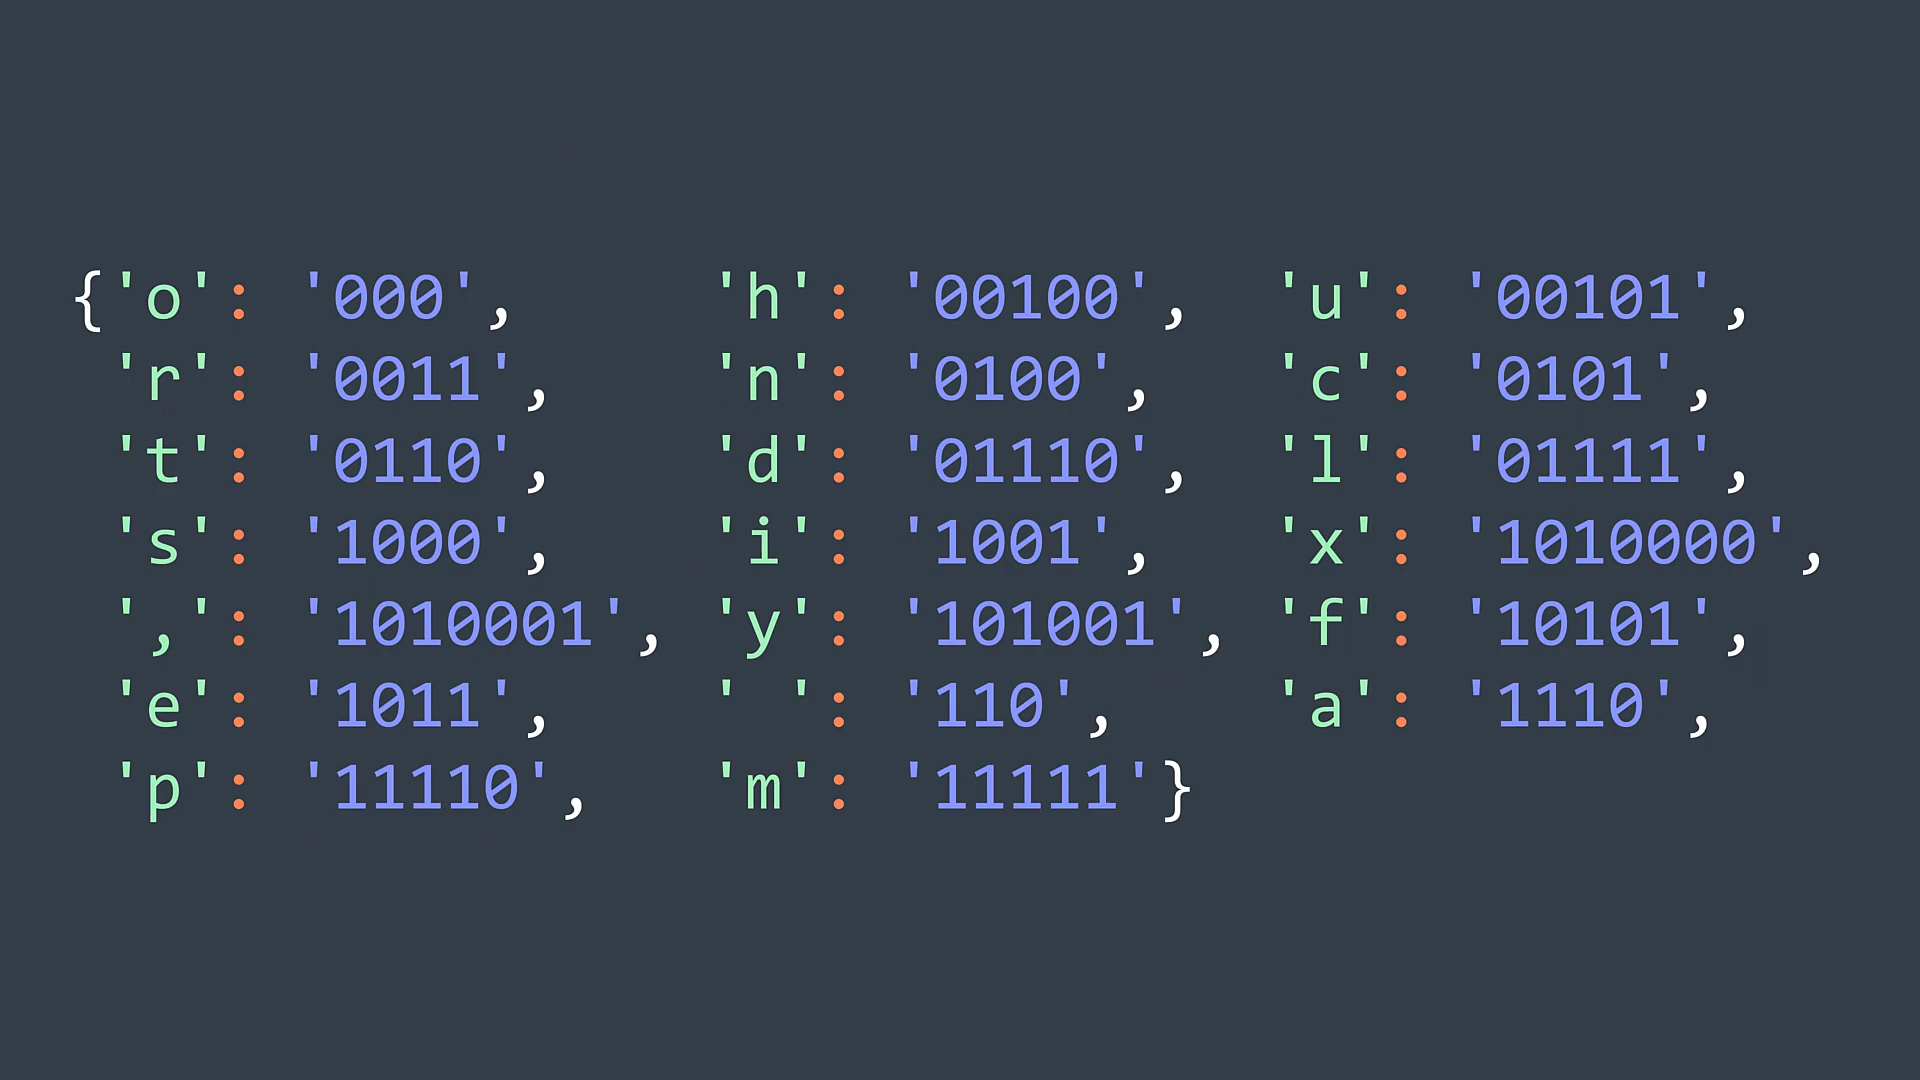 {'o': '000', 'h': '00100', 'u': '00101',
'r': '0011', 'n': '0100', 'c': '0101',
't': '0110', 'd': '01110', 'l': '01111',
's': '1000', 'i': '1001', 'x': '1010000',
',': '1010001', 'y': '101001', 'f': '10101',
'e': '1011', ' ': '110', 'a': '1110',
'p': '11110', 'm': '11111'}